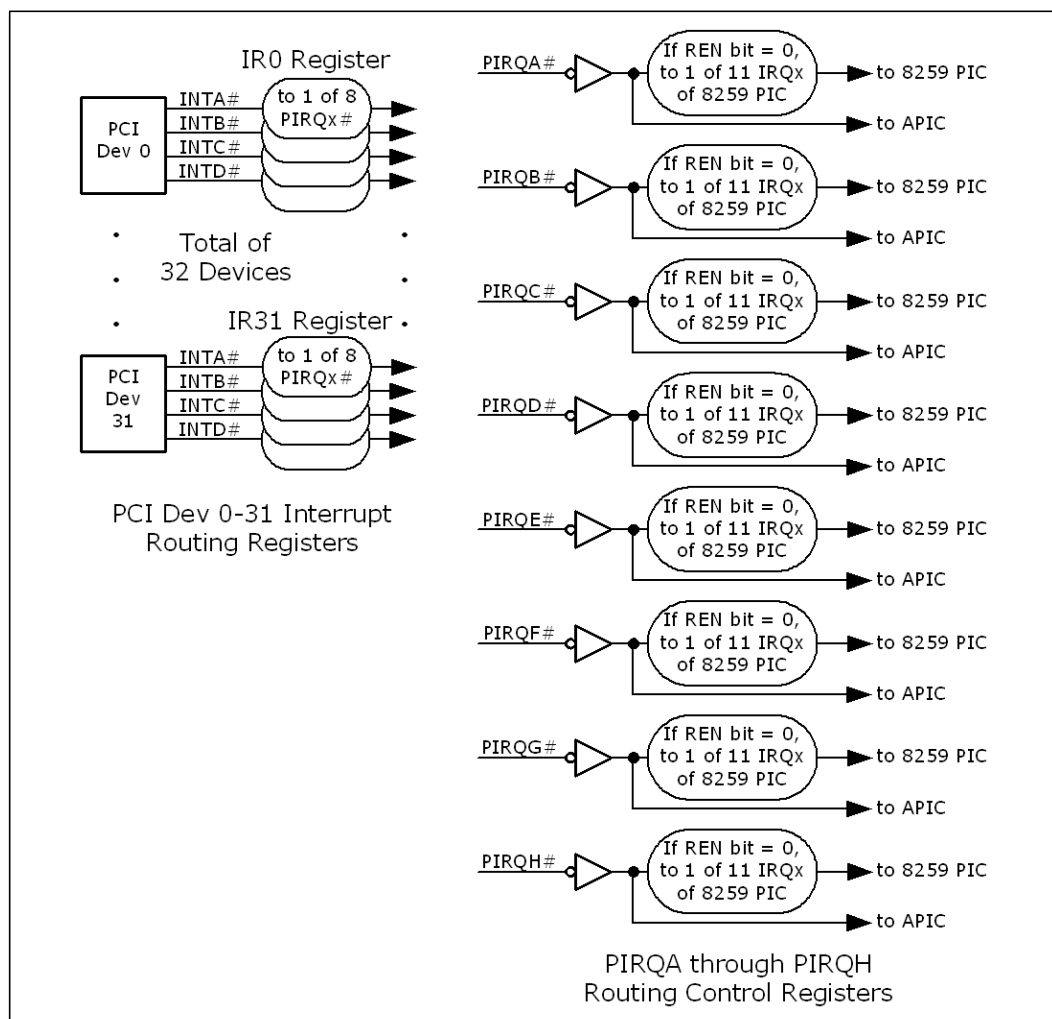 IR0 Register
PCI
Dev 0
INTA#
INTB#
INTC#
INTD#
to 1 of 8
PIRQx#
Total of
32 Devices
IR31 Register
PCI
Dev
31
INTA#
INTB#
INTC#
INTD#
to 1 of 8
PIRQx#
PCI Dev 0-31 Interrupt
Routing Registers
PIRQA#
If REN bit = 0,
to 1 of 11 IRQx
of 8259 PIC
to 8259 PIC
to APIC
PIRQB#
If REN bit = 0,
to 1 of 11 IRQx
of 8259 PIC
to 8259 PIC
to APIC
PIRQC#
If REN bit = 0,
to 1 of 11 IRQx
of 8259 PIC
to 8259 PIC
to APIC
PIRQD#
If REN bit = 0,
to 1 of 11 IRQx
of 8259 PIC
to 8259 PIC
to APIC
PIRQE#
If REN bit = 0,
to 1 of 11 IRQx
of 8259 PIC
to 8259 PIC
to APIC
PIRQF#
If REN bit = 0,
to 1 of 11 IRQx
of 8259 PIC
to 8259 PIC
to APIC
PIRQG#
If REN bit = 0,
to 1 of 11 IRQx
of 8259 PIC
to 8259 PIC
to APIC
PIRQH#
If REN bit = 0,
to 1 of 11 IRQx
of 8259 PIC
to 8259 PIC
to APIC
PIRQA through PIRQH
Routing Control Registers